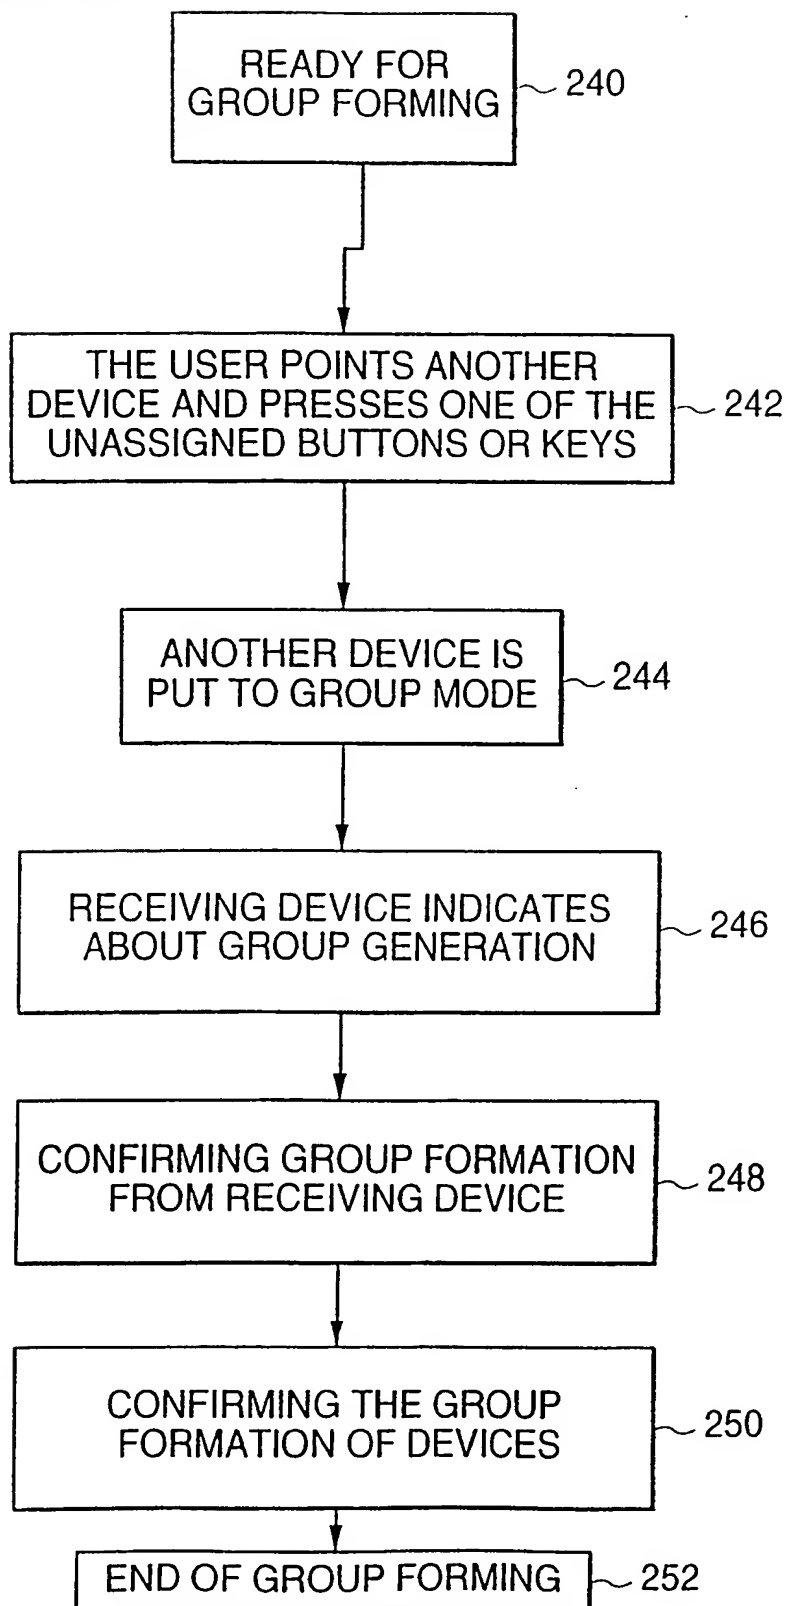 READY FOR
GROUP FORMING
240
THE USER POINTS ANOTHER
DEVICE AND PRESSES ONE OF THE
UNASSIGNED BUTTONS OR KEYS
242
ANOTHER DEVICE IS
PUT TO GROUP MODE
244
RECEIVING DEVICE INDICATES
ABOUT GROUP GENERATION
246
CONFIRMING GROUP FORMATION
FROM RECEIVING DEVICE
248
CONFIRMING THE GROUP
FORMATION OF DEVICES
250
END OF GROUP FORMING
252